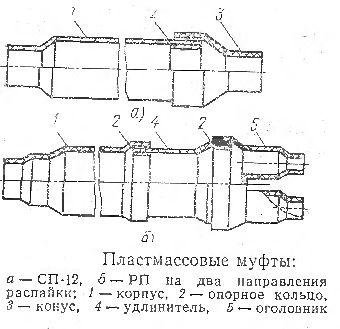 1
2
3
а)
1
2
4
2
5
б)
Пластмассовые муфты:
а — СП-12, б — РП на два направления
распайки; 1 — корпус, 2 — опорное кольцо,
3 — конус, 4 — удлинитель, 5 — оголовник